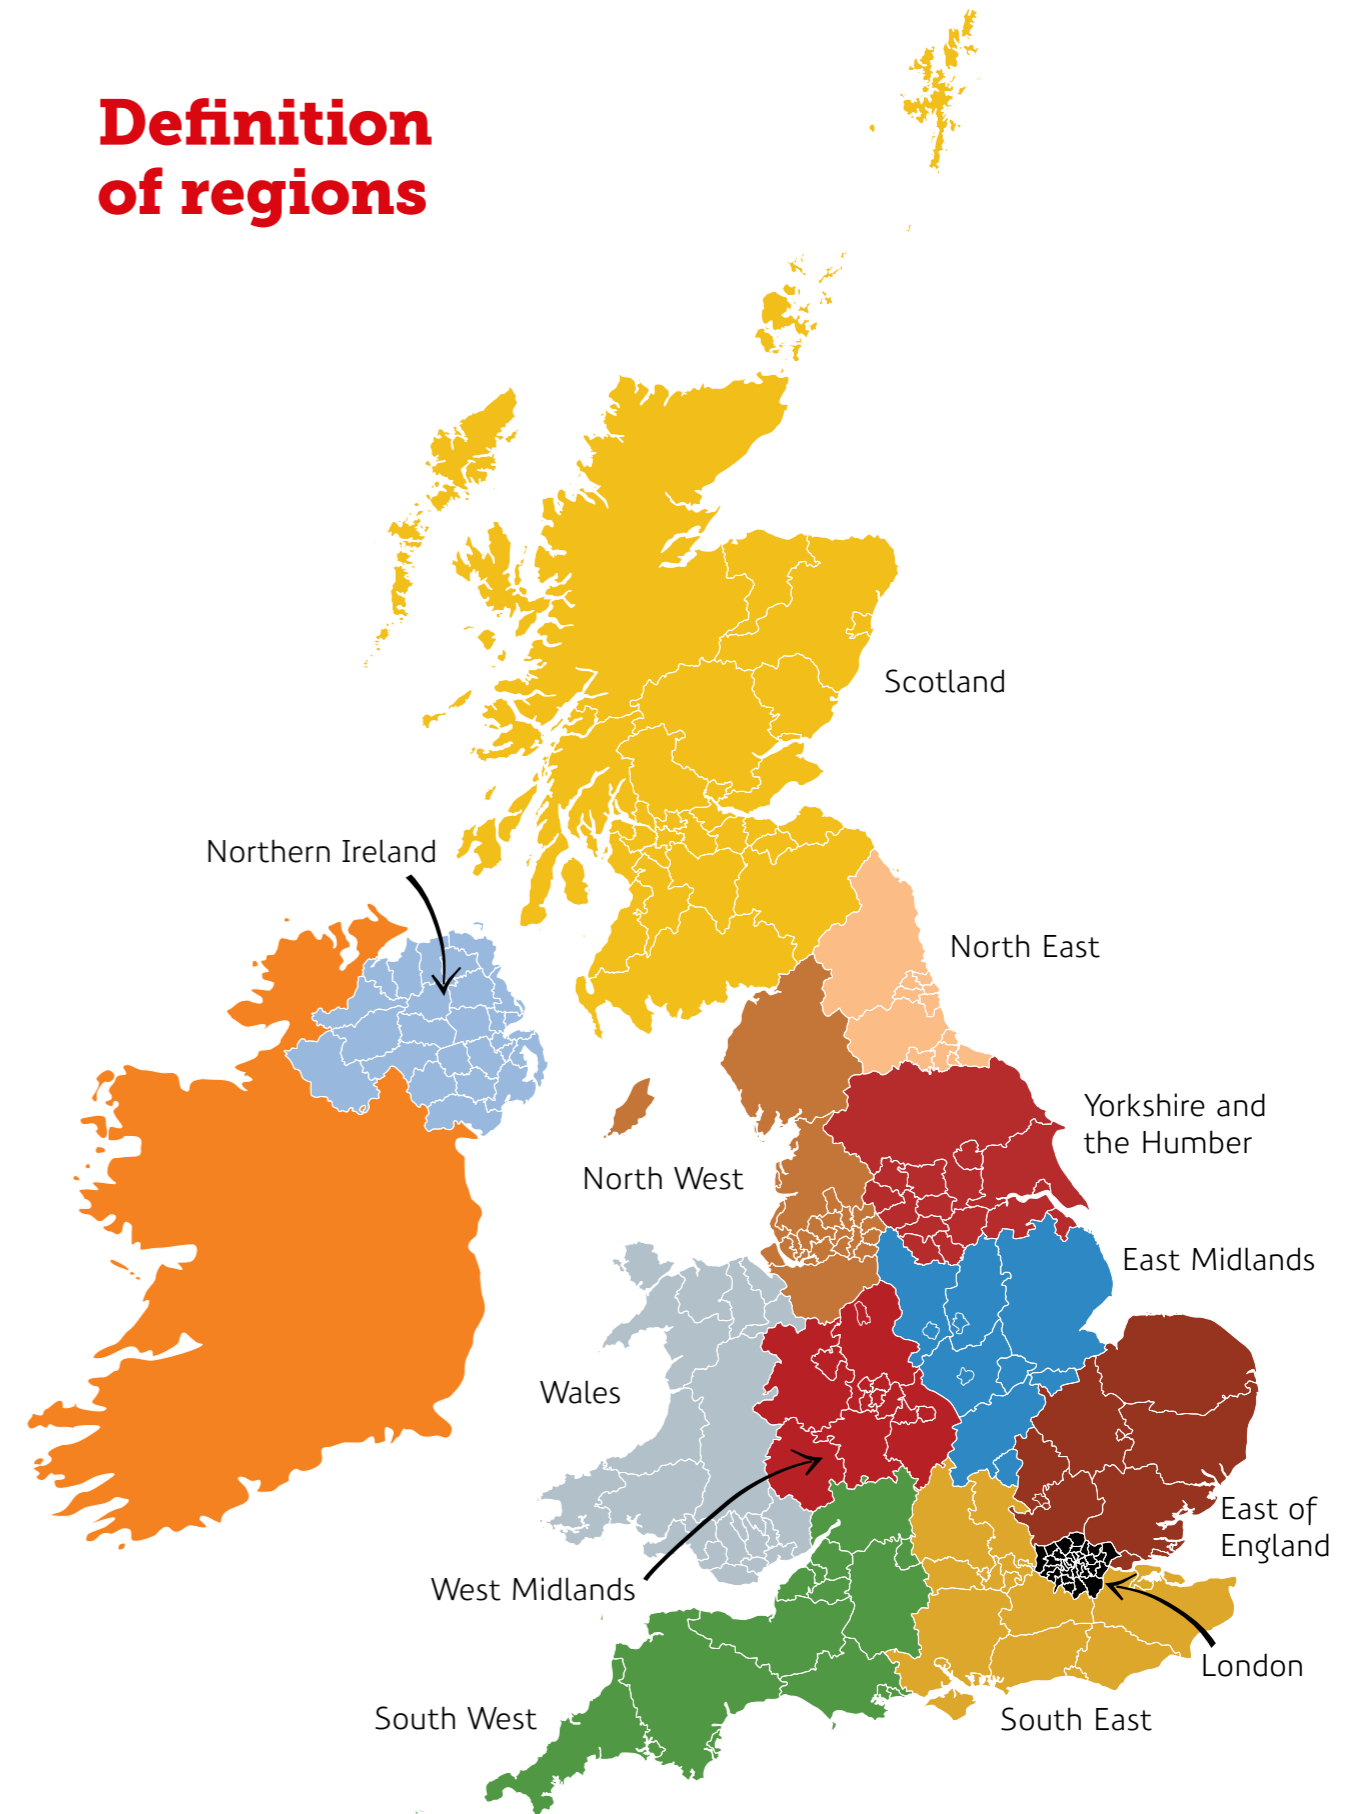 Definition
of regions
Scotland
Northern Ireland
North East
Yorkshire and
the Humber
North West
East Midlands
Wales
East of
England
West Midlands
London
South West
South East